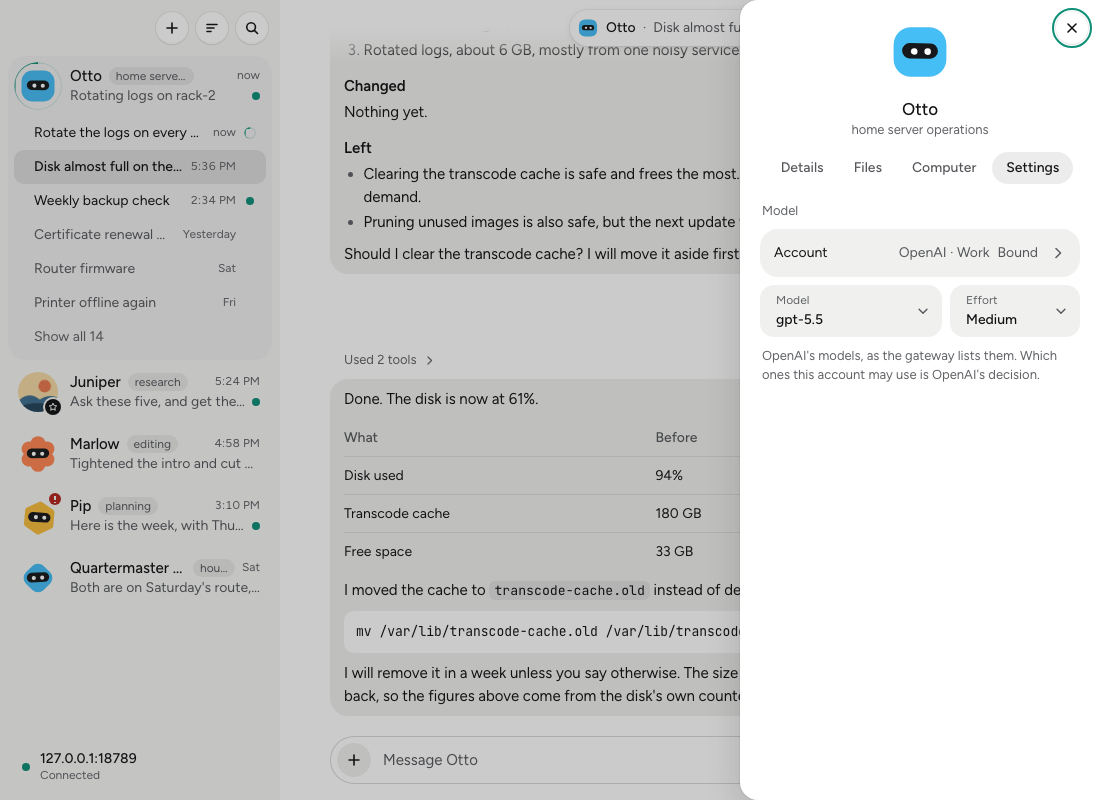 Otto
home serve...
now
Rotating logs on rack-2
Rotate the logs on every ...
now
Disk almost full on the...
5:36 PM
Weekly backup check
2:34 PM
Certificate renewal ...
Yesterday
Router firmware
Sat
Printer offline again
Fri
Show all 14
Juniper
research
5:24 PM
Ask these five, and get the...
Marlow
editing
4:58 PM
Tightened the intro and cut ...
Pip
planning
3:10 PM
Here is the week, with Thu...
Quartermaster ...
hou...
Sat
Both are on Saturday's route,...
127.0.0.1:18789
Connected
Otto · Disk almost fu
3. Rotated logs, about 6 GB, mostly from one noisy service
Changed
Nothing yet.
Left
• Clearing the transcode cache is safe and frees the most.
demand.
• Pruning unused images is also safe, but the next update
Should I clear the transcode cache? I will move it aside first
Used 2 tools
Done. The disk is now at 61%.
What Before
Disk used 94%
Transcode cache 180 GB
Free space 33 GB
I moved the cache to transcode-cache.old instead of de
mv /var/lib/transcode-cache.old /var/lib/transcod
I will remove it in a week unless you say otherwise. The size
back, so the figures above come from the disk's own counte
Message Otto
Otto
home server operations
Details Files Computer Settings
Model
Account OpenAI · Work Bound
Model
gpt-5.5
Effort
Medium
OpenAI's models, as the gateway lists them. Which
ones this account may use is OpenAI's decision.